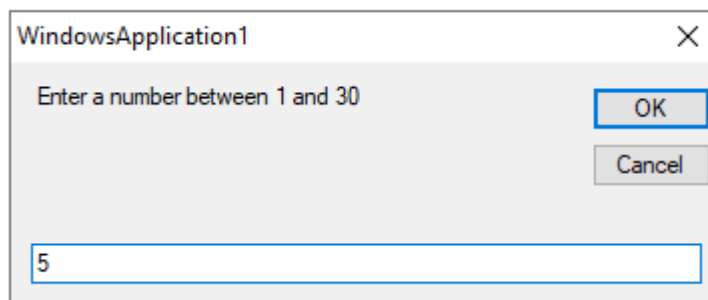 WindowsApplication1
Enter a number between 1 and 30
OK
Cancel
5